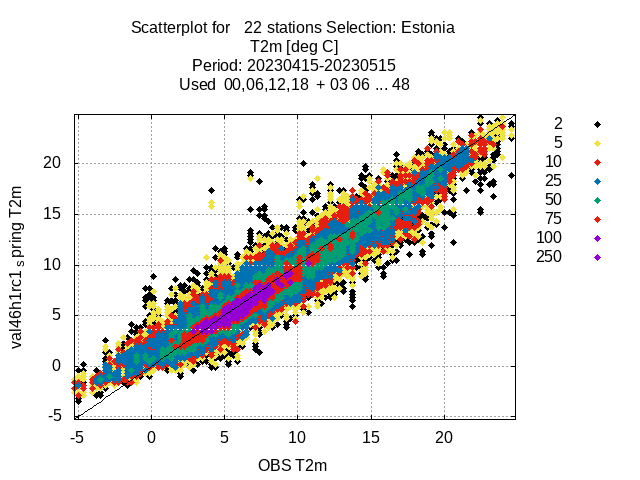 Scatterplot for 22 stations Selection: Estonia
T2m [deg C]
Period: 20230415-20230515
Used 00,06,12,18 + 03 06 ... 48
2
5
10
25
50
75
100
250
20
15
10
5
0
-5
-5 0 5 10 15 20
val46h1rc1 spring T2m
OBS T2m